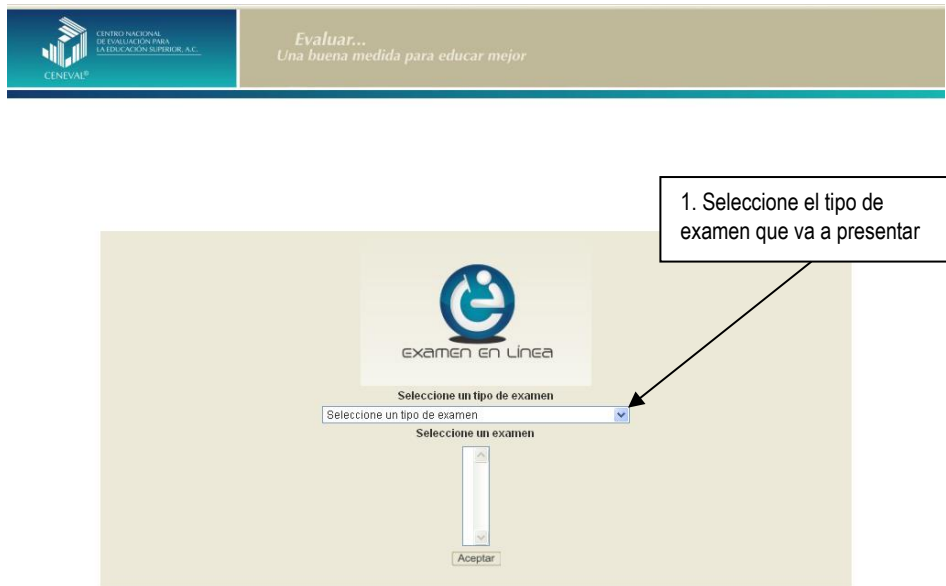 CENTRO NACIONAL
DE EVALUACIÓN PARA
LA EDUCACIÓN SUPERIOR, A.C.
CENEVAL®
Evaluar...
Una buena medida para educar mejor
1. Seleccione el tipo de
examen que va a presentar
examen en Línea
Seleccione un tipo de examen
Seleccione un tipo de examen
Seleccione un examen
Aceptar